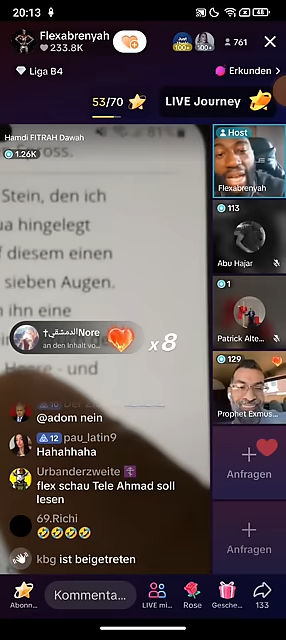 20:13
48
Flexabrenyah
233.8K
761
Liga B4
Erkunden >
53/70
LIVE Journey
Hamdi FITRAH Dawah
1.26K
Stein, den ich
hingelegt
diesem einen
sieben Augen.
ihn eine
- und
Host
Flexabrenyah
113
Abu Hajar
1
Patrick Alte...
129
Prophet Exmus...
†الدمشقيNore
an den Inhalt vo...
x8
@adom nein
12 pau_latin9
Hahahhaha
Urbanderzweite
flex schau Tele Ahmad soll
lesen
69.Richi
🤣🤣🤣🤣
kbg ist beigetreten
+
Anfragen
+
Anfragen
Abonn...
Kommenta...
LIVE mi...
Rose
Gesche...
133